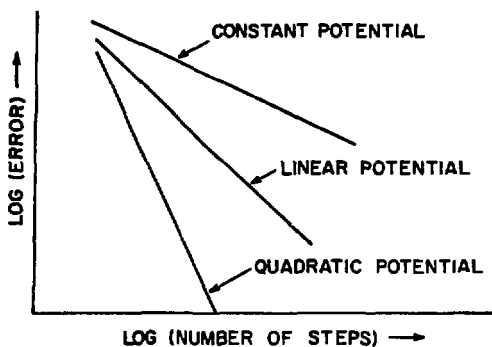 CONSTANT POTENTIAL
LOG (ERROR) →
LINEAR POTENTIAL
QUADRATIC POTENTIAL
LOG (NUMBER OF STEPS) →